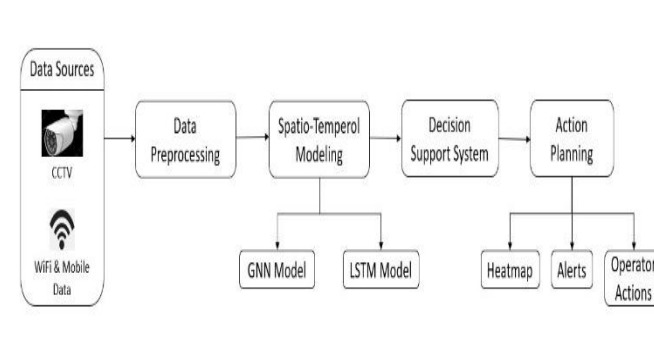 Data Sources
CCTV
WiFi & Mobile
Data
Data
Preprocessing
Spatio-Temperol
Modeling
GNN Model
LSTM Model
Decision
Support System
Action
Planning
Heatmap
Alerts
Operator
Actions